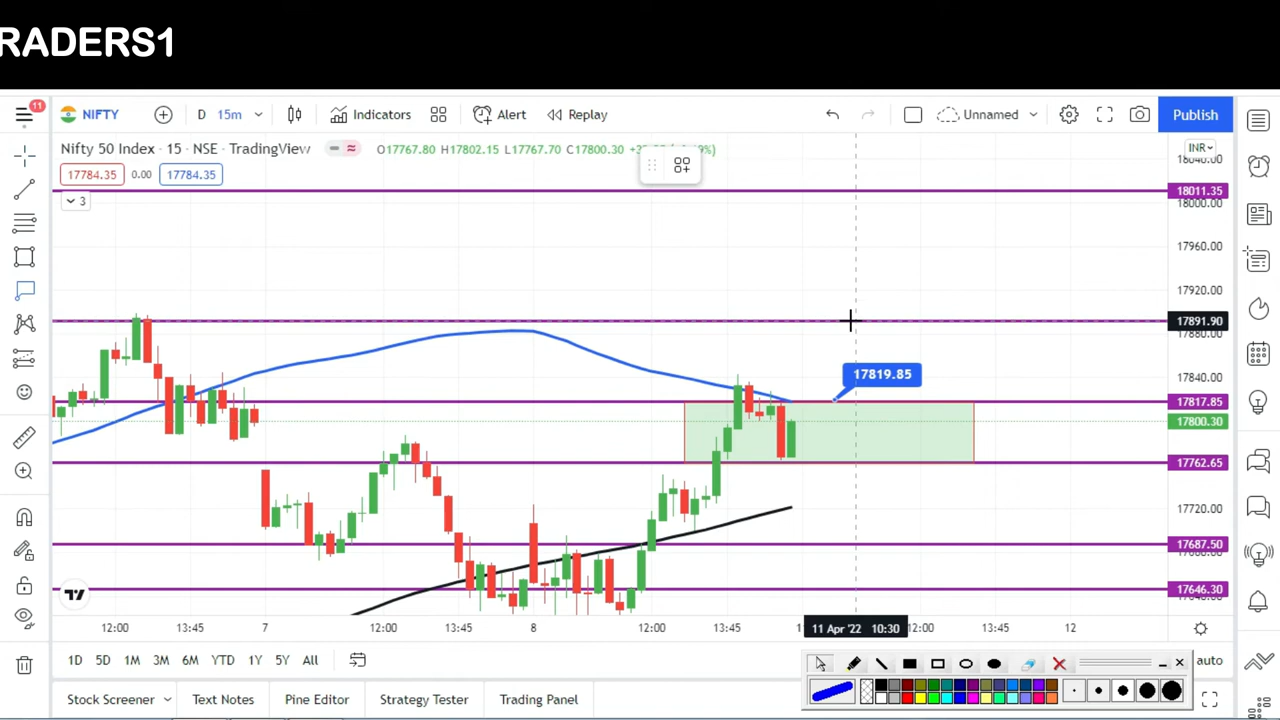 RADERS1
11
NIFTY
D 15m
Indicators
Alert
Replay
Unnamed
Publish
Nifty 50 Index · 15 · NSE · TradingView
O17767.80 H17802.15 L17767.70 C17800.30
INR
17784.35 0.00 17784.35
3
18040.00
18011.35
18000.00
17960.00
17920.00
17891.90
17880.00
17840.00
17819.85
17817.85
17800.30
17762.65
17720.00
17687.50
17646.30
12:00 13:45 7 12:00 13:45 8 12:00 13:45 11 Apr '22 10:30 12:00 13:45 12
1D 5D 1M 3M 6M YTD 1Y 5Y All
auto
Stock Screener Text Notes Pine Editor Strategy Tester Trading Panel